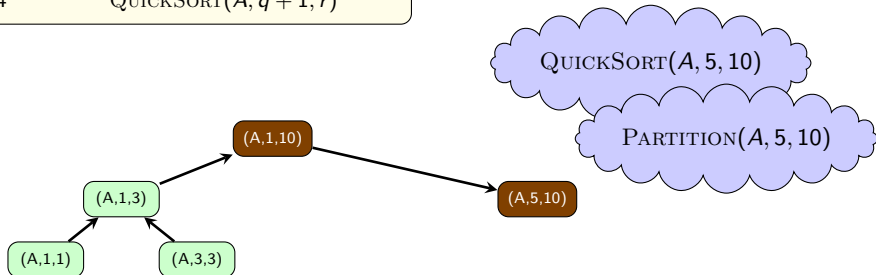 QUICKSORT(A, q + 1, r)
QUICKSORT(A, 5, 10)
PARTITION(A, 5, 10)
(A,1,10)
(A,1,3)
(A,5,10)
(A,1,1)
(A,3,3)